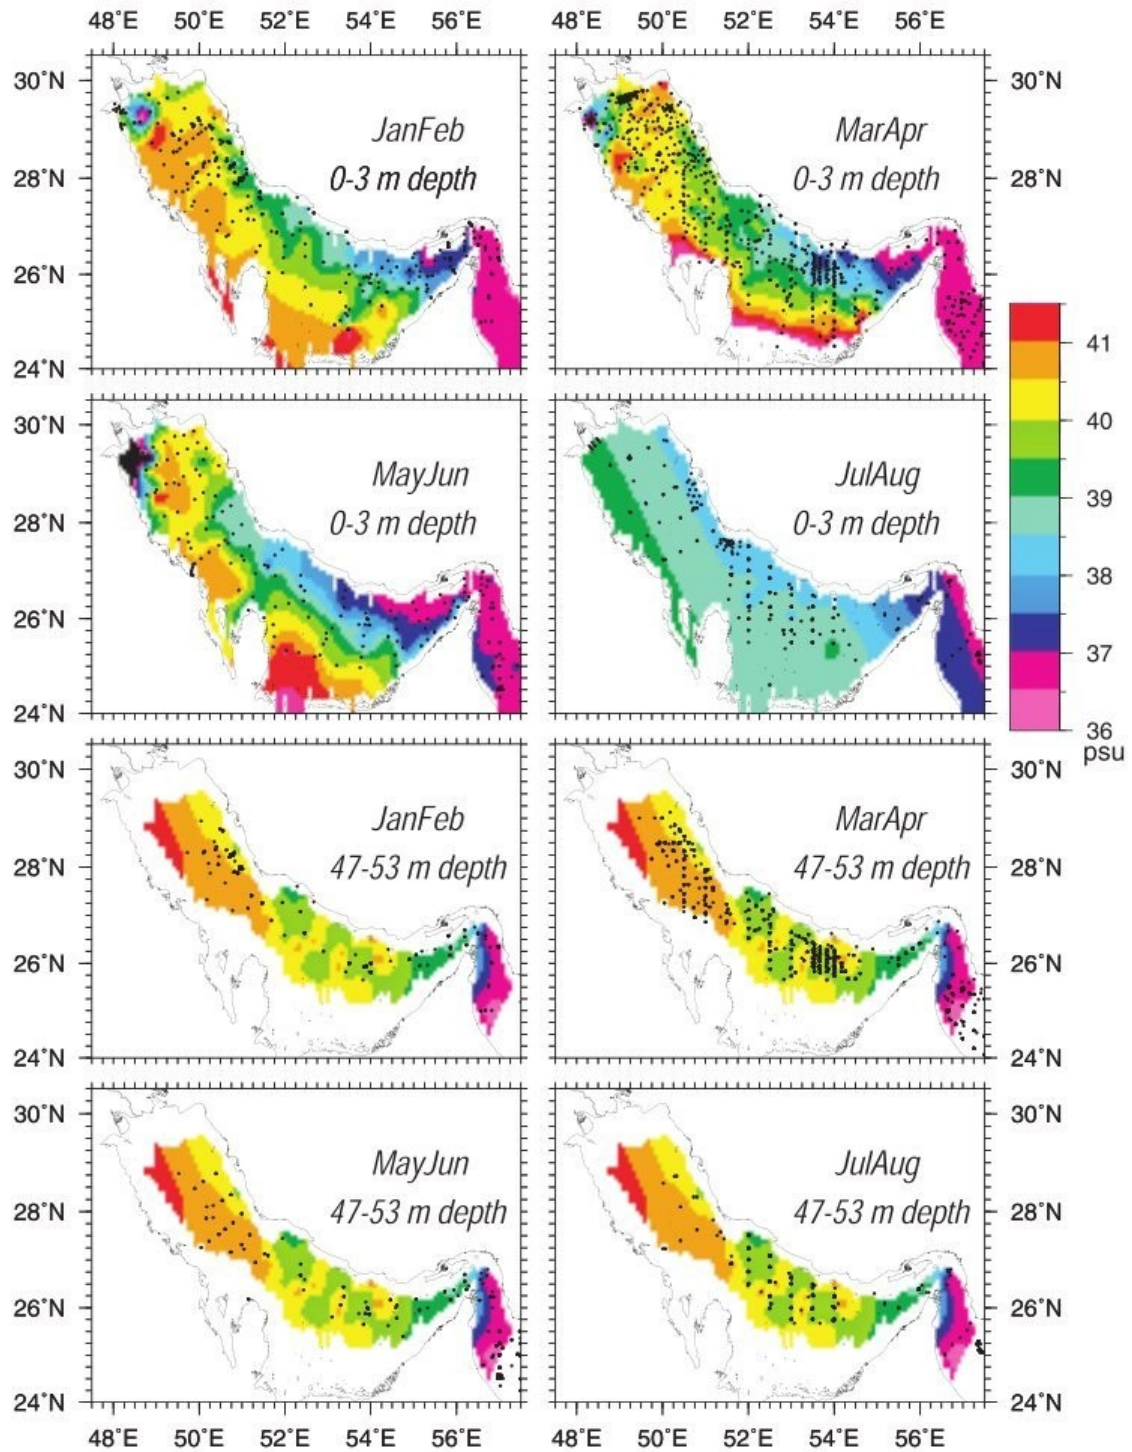 48˚E 50˚E 52˚E 54˚E 56˚E 48˚E 50˚E 52˚E 54˚E 56˚E
30˚N 30˚N
JanFeb MarApr
0-3 m depth 0-3 m depth
28˚N 28˚N
26˚N 26˚N
24˚N 24˚N
41
30˚N 30˚N
40
MayJun JulAug
0-3 m depth 0-3 m depth
39
28˚N 28˚N
38
26˚N 26˚N
37
24˚N 24˚N
36
psu
30˚N 30˚N
JanFeb MarApr
47-53 m depth 47-53 m depth
28˚N 28˚N
26˚N 26˚N
24˚N 24˚N
30˚N 30˚N
MayJun JulAug
47-53 m depth 47-53 m depth
28˚N 28˚N
26˚N 26˚N
24˚N 24˚N
48˚E 50˚E 52˚E 54˚E 56˚E 48˚E 50˚E 52˚E 54˚E 56˚E